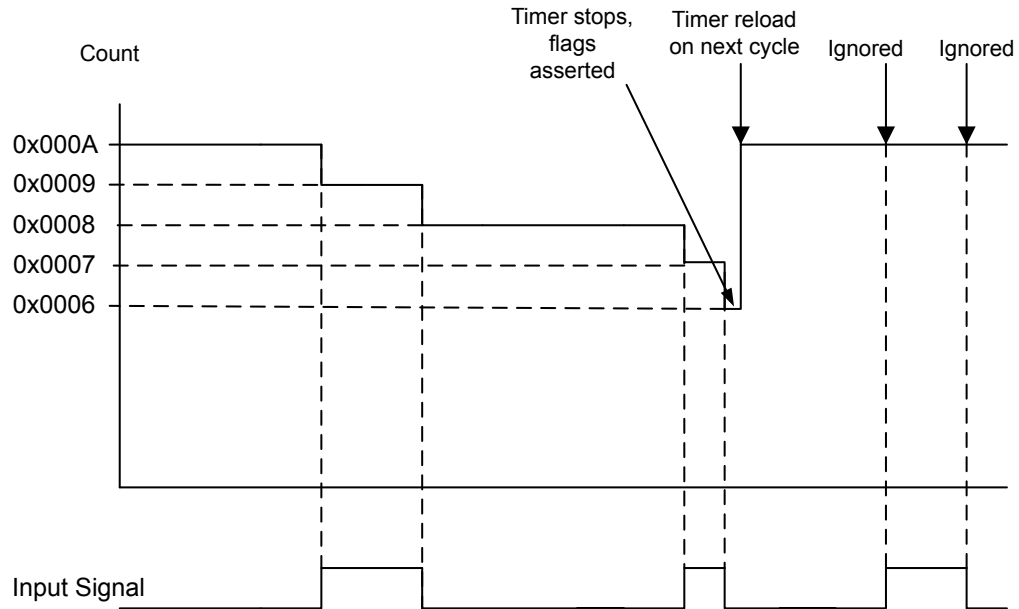 Timer stops,
flags
asserted
Timer reload
on next cycle
Ignored
Ignored
Count
0x000A
0x0009
0x0008
0x0007
0x0006
Input Signal